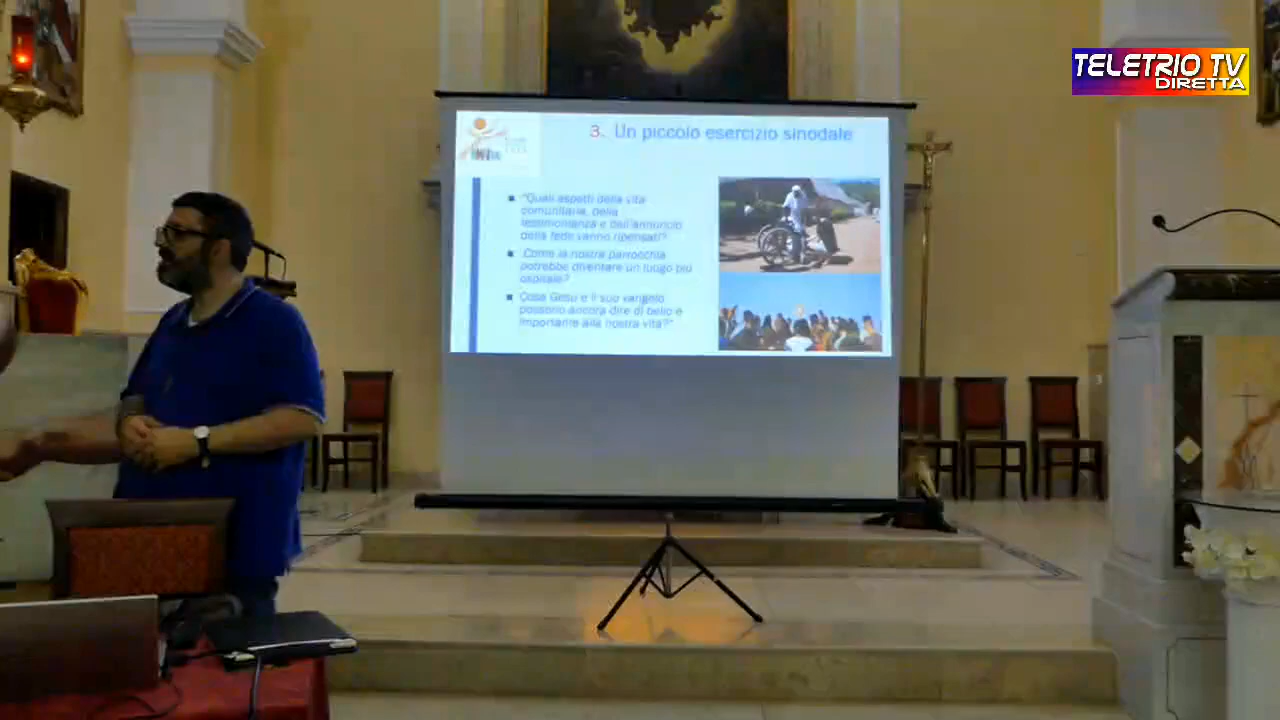 TELETRIO TV
DIRETTA
3. Un piccolo esercizio sinodale
"Quali aspetti della vita
comunitaria, della
testimonianza e dell'annuncio
della fede vanno ripensati?
Come la nostra parrocchia
potrebbe diventare un luogo più
ospitale?
Cosa Gesù e il suo vangelo
possono ancora dire di bello e
importante alla nostra vita?"